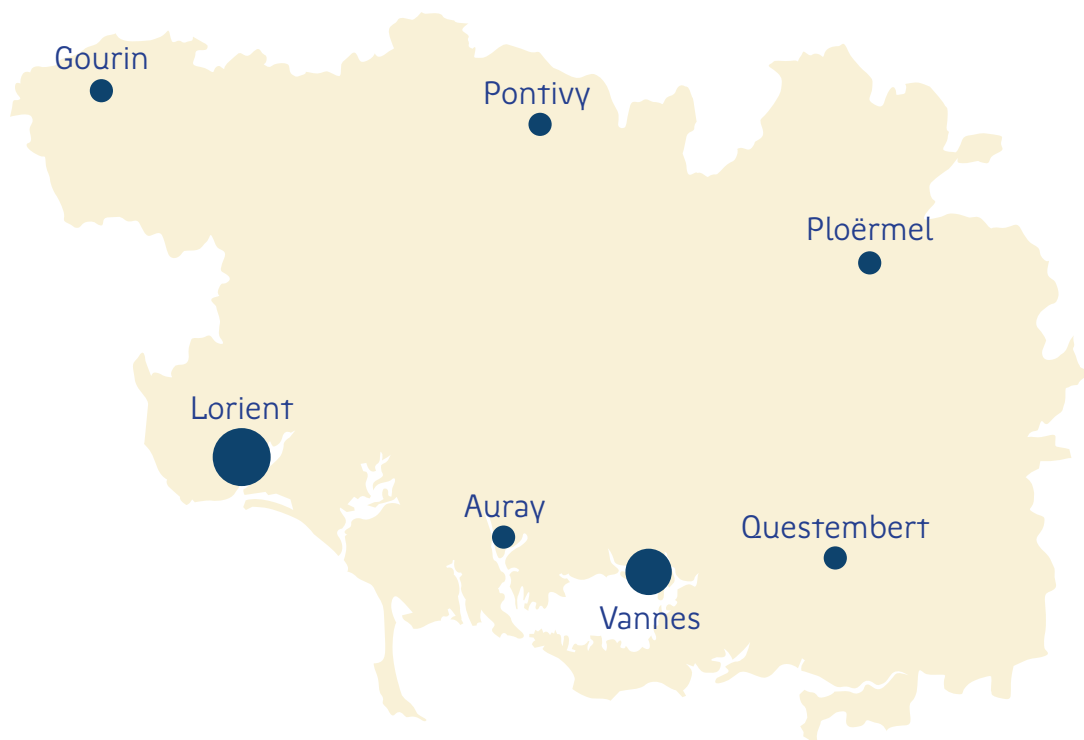 Gourin
Pontivy
Ploërmel
Lorient
Auray
Questembert
Vannes